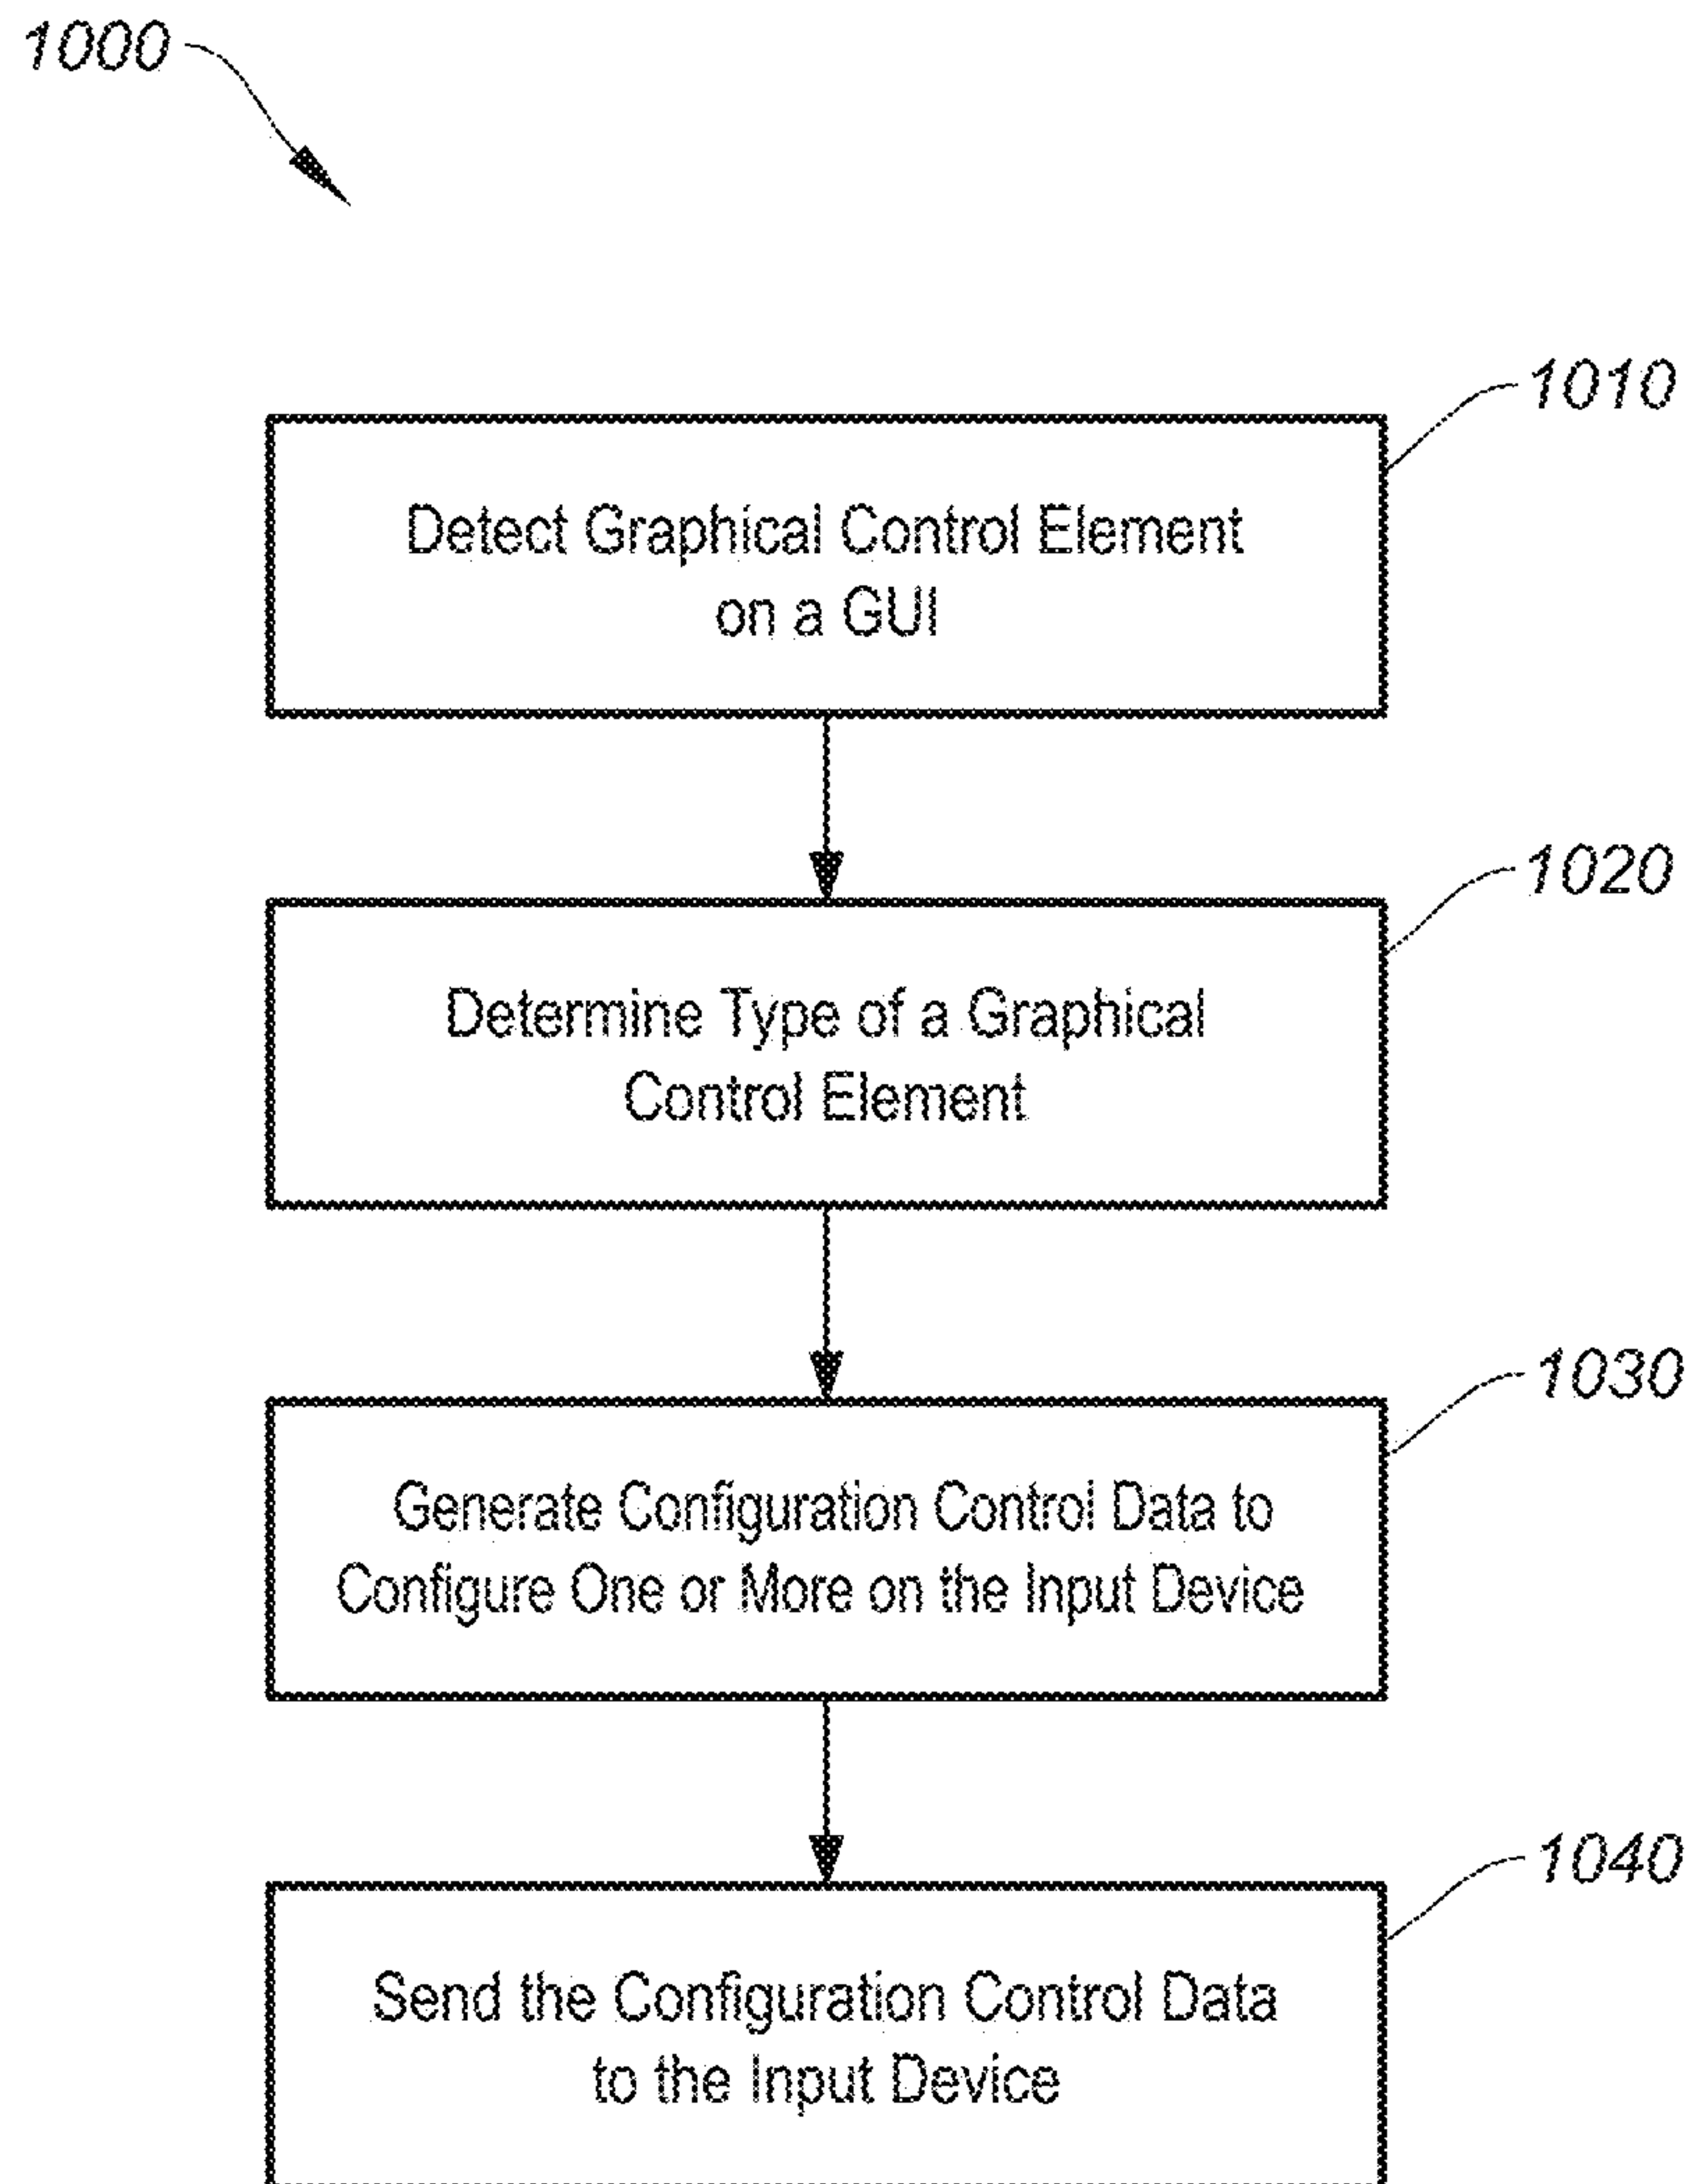 1000
1010
Detect Graphical Control Element
on a GUI
1020
Determine Type of a Graphical
Control Element
1030
Generate Configuration Control Data to
Configure One or More on the Input Device
1040
Send the Configuration Control Data
to the Input Device